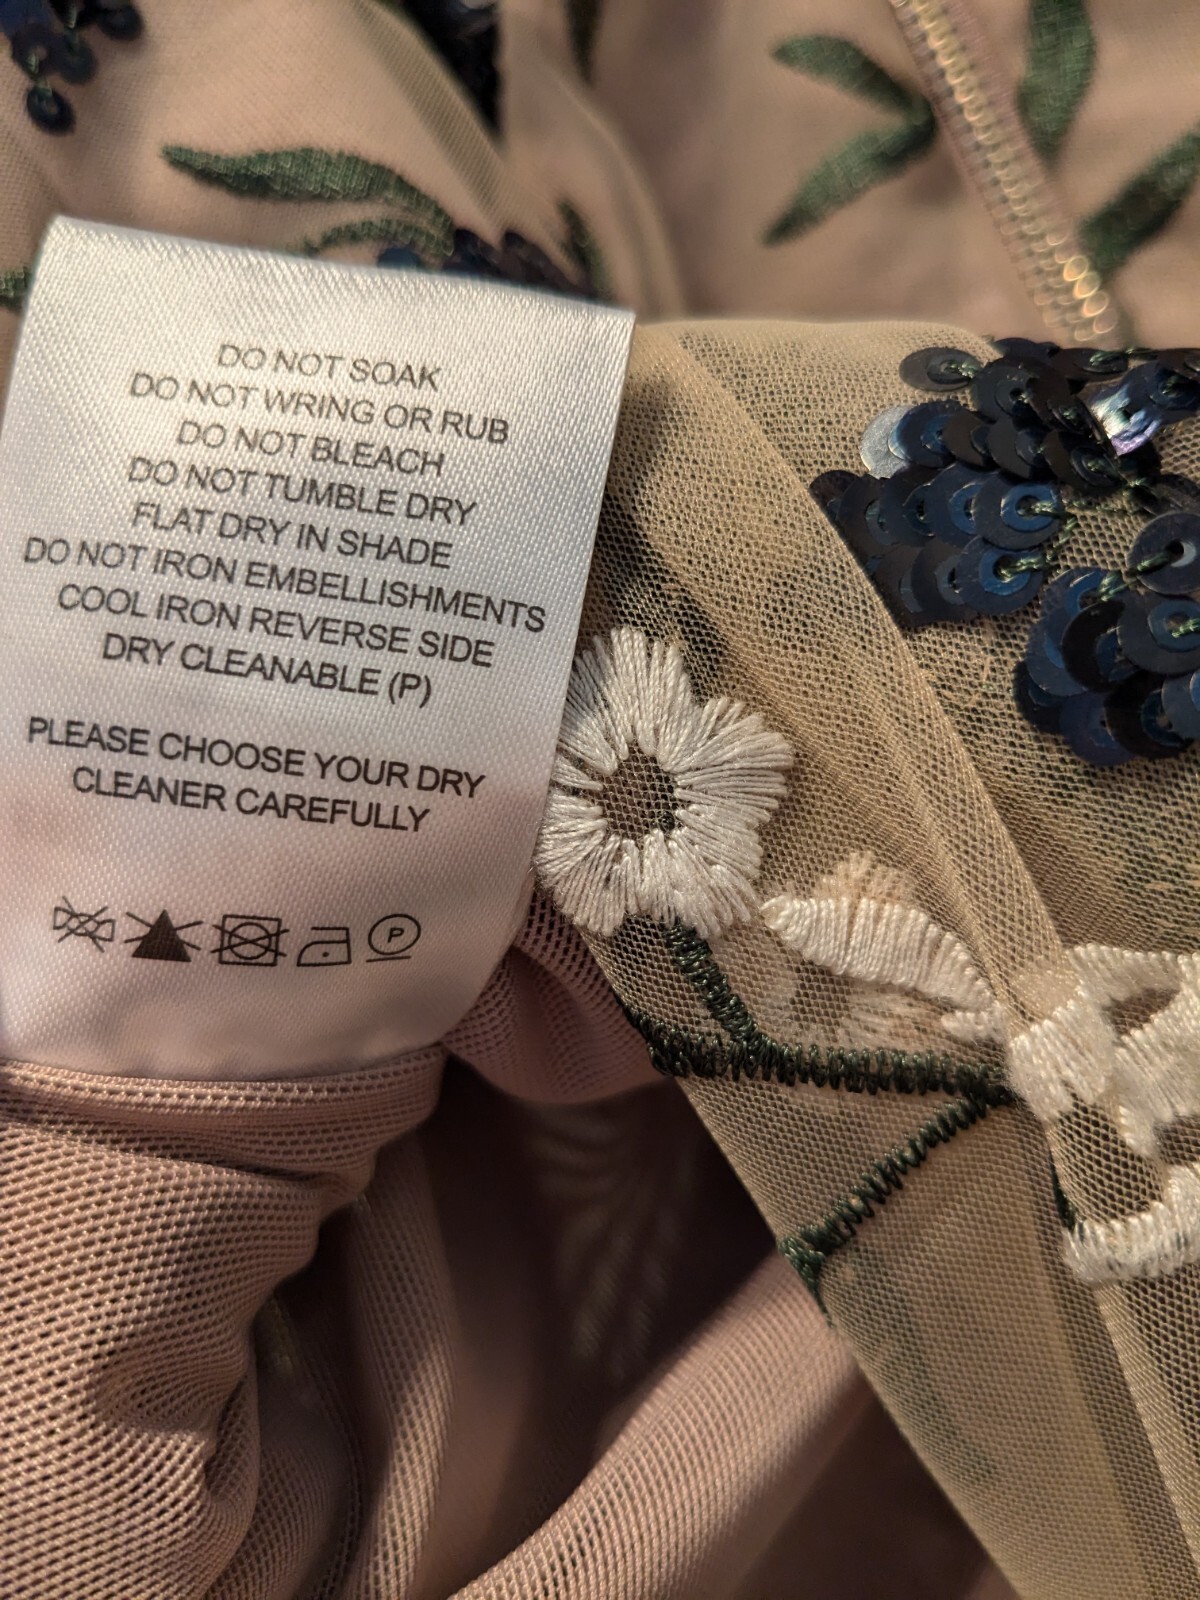 DO NOT SOAK
DO NOT WRING OR RUB
DO NOT BLEACH
DO NOT TUMBLE DRY
FLAT DRY IN SHADE
DO NOT IRON EMBELLISHMENTS
COOL IRON REVERSE SIDE
DRY CLEANABLE (P)
PLEASE CHOOSE YOUR DRY
CLEANER CAREFULLY
P